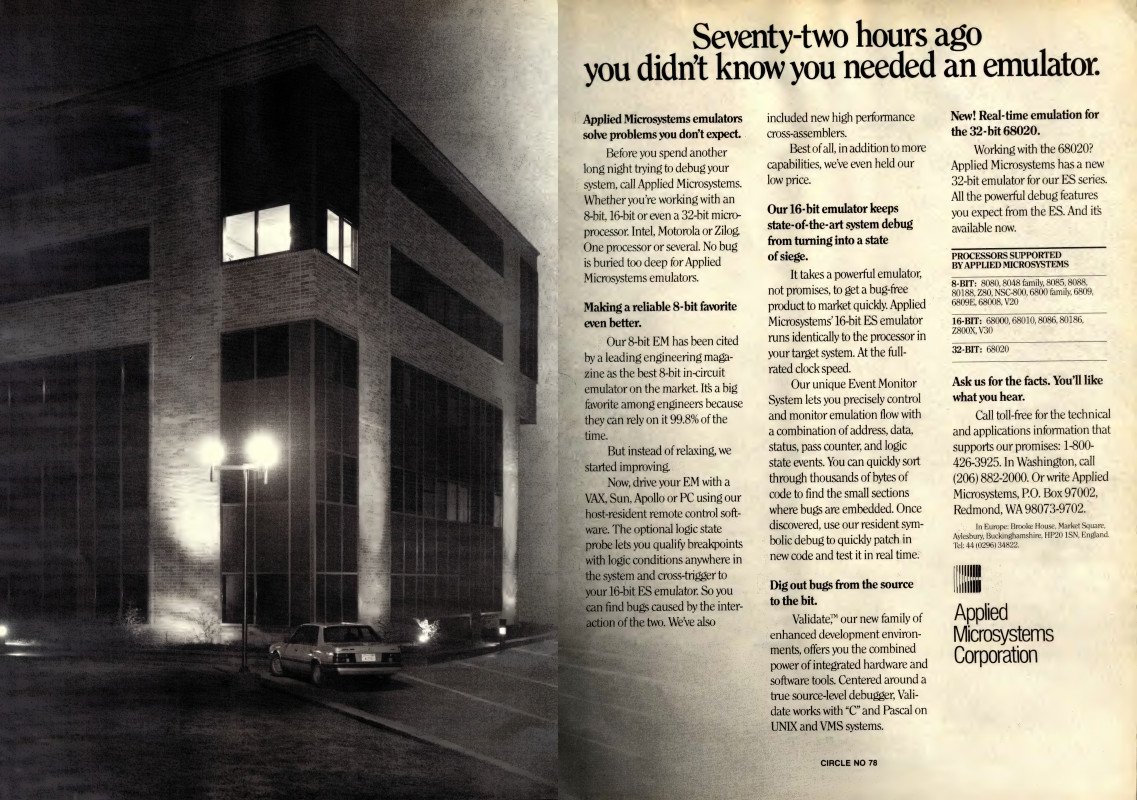 Seventy-two hours ago
you didn't know you needed an emulator.
Applied Microsystems emulators
solve problems you don't expect.
Before you spend another
long night trying to debug your
system, call Applied Microsystems.
Whether you're working with an
8-bit, 16-bit or even a 32-bit micro-
processor. Intel, Motorola or Zilog.
One processor or several. No bug
is buried too deep for Applied
Microsystems emulators.
Making a reliable 8-bit favorite
even better.
Our 8-bit EM has been cited
by a leading engineering maga-
zine as the best 8-bit in-circuit
emulator on the market. It's a big
favorite among engineers because
they can rely on it 99.8% of the
time.
But instead of relaxing, we
started improving.
Now, drive your EM with a
VAX, Sun, Apollo or PC using our
host-resident remote control soft-
ware. The optional logic state
probe lets you qualify breakpoints
with logic conditions anywhere in
the system and cross-trigger to
your 16-bit ES emulator. So you
can find bugs caused by the inter-
action of the two. We've also
included new high performance
cross-assemblers.
Best of all, in addition to more
capabilities, we've even held our
low price.
Our 16-bit emulator keeps
state-of-the-art system debug
from turning into a state
of siege.
It takes a powerful emulator,
not promises, to get a bug-free
product to market quickly. Applied
Microsystems' 16-bit ES emulator
runs identically to the processor in
your target system. At the full-
rated clock speed.
Our unique Event Monitor
System lets you precisely control
and monitor emulation flow with
a combination of address, data,
status, pass counter, and logic
state events. You can quickly sort
through thousands of bytes of
code to find the small sections
where bugs are embedded. Once
discovered, use our resident sym-
bolic debug to quickly patch in
new code and test it in real time.
Dig out bugs from the source
to the bit.
Validate,™ our new family of
enhanced development environ-
ments, offers you the combined
power of integrated hardware and
software tools. Centered around a
true source-level debugger, Vali-
date works with "C" and Pascal on
UNIX and VMS systems.
New! Real-time emulation for
the 32-bit 68020.
Working with the 68020?
Applied Microsystems has a new
32-bit emulator for our ES series.
All the powerful debug features
you expect from the ES. And it's
available now.
PROCESSORS SUPPORTED
BY APPLIED MICROSYSTEMS
8-BIT: 8080, 8048 family, 8085, 8088,
80188, Z80, NSC-800, 6800 family, 6809,
6809E, 68008, V20
16-BIT: 68000, 68010, 8086, 80186,
Z800X, V30
32-BIT: 68020
Ask us for the facts. You'll like
what you hear.
Call toll-free for the technical
and applications information that
supports our promises: 1-800-
426-3925. In Washington, call
(206) 882-2000. Or write Applied
Microsystems, P.O. Box 97002,
Redmond, WA 98073-9702.
In Europe: Brooke House, Market Square,
Aylesbury, Buckinghamshire, HP20 1SN, England.
Tel: 44 (0296) 34822.
Applied
Microsystems
Corporation
CIRCLE NO 78